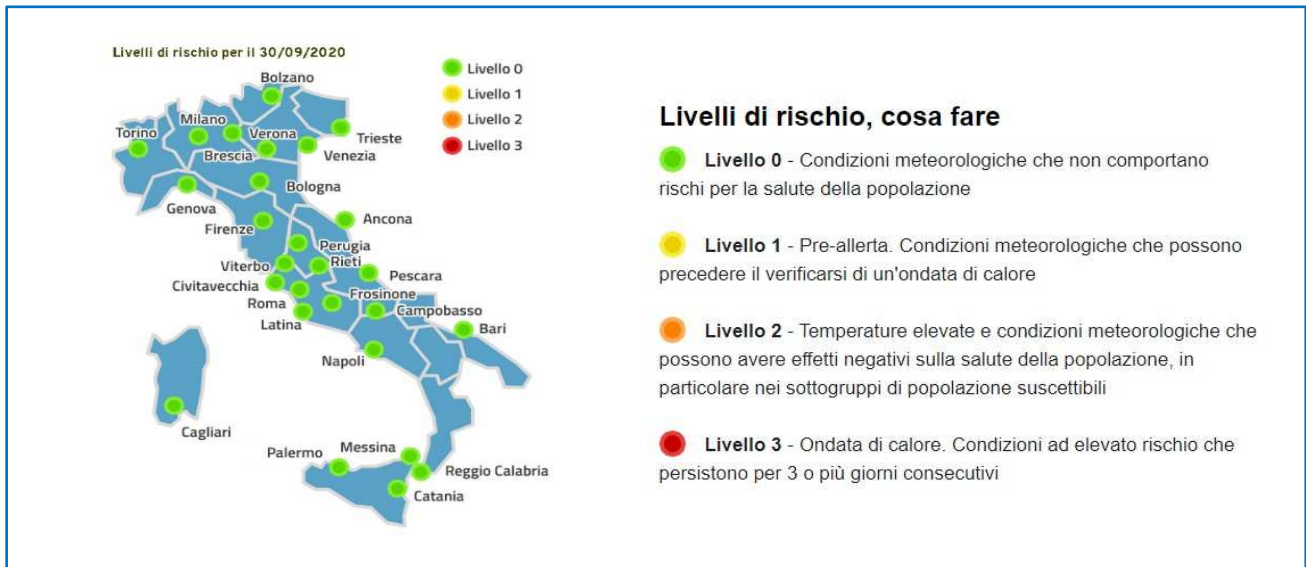 Livelli di rischio per il 30/09/2020
Livello 0
Livello 1
Livello 2
Livello 3
Bolzano
Milano
Verona
Torino
Trieste
Brescia
Venezia
Bologna
Genova
Firenze
Ancona
Perugia
Viterbo
Rieti
Civitavecchia
Pescara
Roma
Frosinone
Latina
Campobasso
Bari
Napoli
Cagliari
Palermo
Messina
Reggio Calabria
Catania
Livelli di rischio, cosa fare
Livello 0 - Condizioni meteorologiche che non comportano
rischi per la salute della popolazione
Livello 1 - Pre-allerta. Condizioni meteorologiche che possono
precedere il verificarsi di un'ondata di calore
Livello 2 - Temperature elevate e condizioni meteorologiche che
possono avere effetti negativi sulla salute della popolazione, in
particolare nei sottogruppi di popolazione suscettibili
Livello 3 - Ondata di calore. Condizioni ad elevato rischio che
persistono per 3 o più giorni consecutivi